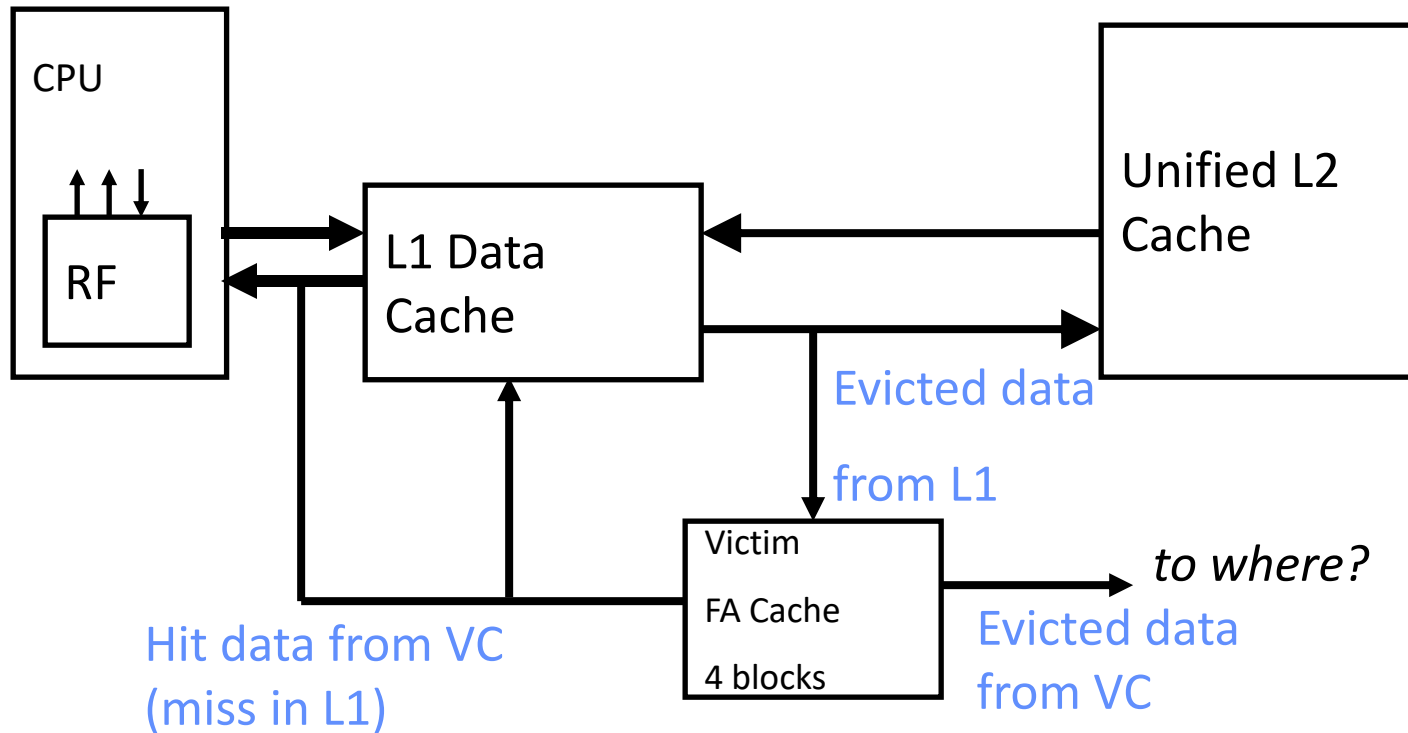 CPU
RF
L1 Data
Cache
Unified L2
Cache
Evicted data
from L1
Victim
FA Cache
4 blocks
to where?
Evicted data
from VC
Hit data from VC
(miss in L1)